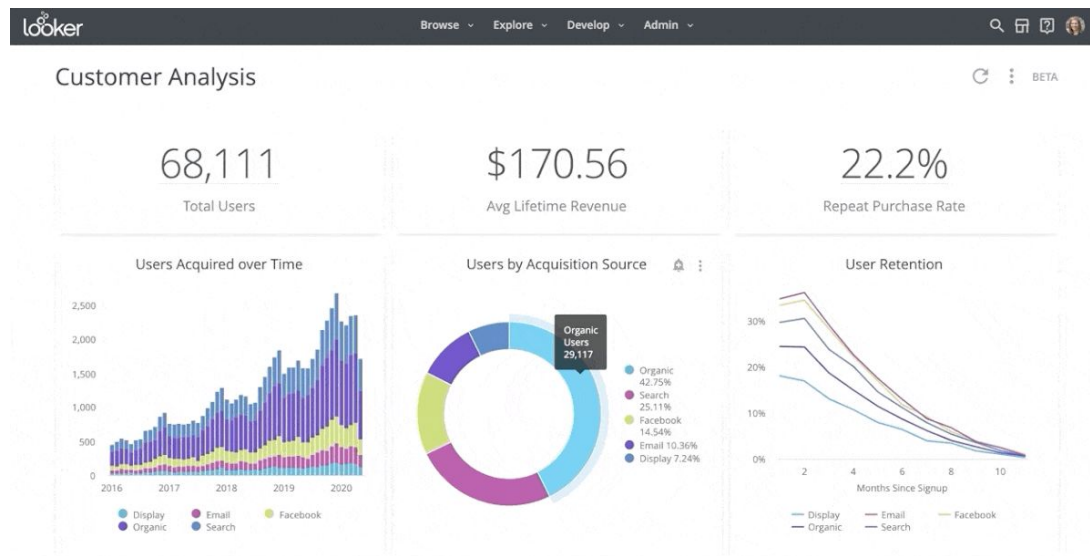 looker
Browse Explore Develop Admin
Customer Analysis
BETA
68,111
Total Users
$170.56
Avg Lifetime Revenue
22.2%
Repeat Purchase Rate
Users Acquired over Time
2,500
2,000
1,500
1,000
500
0
2016 2017 2018 2019 2020
Display Email Facebook
Organic Search
Users by Acquisition Source
Organic
Users
29,117
Organic
42.75%
Search
25.11%
Facebook
14.54%
Email 10.36%
Display 7.24%
User Retention
30%
20%
10%
0%
2 4 6 8 10
Months Since Signup
Display Email Facebook
Organic Search